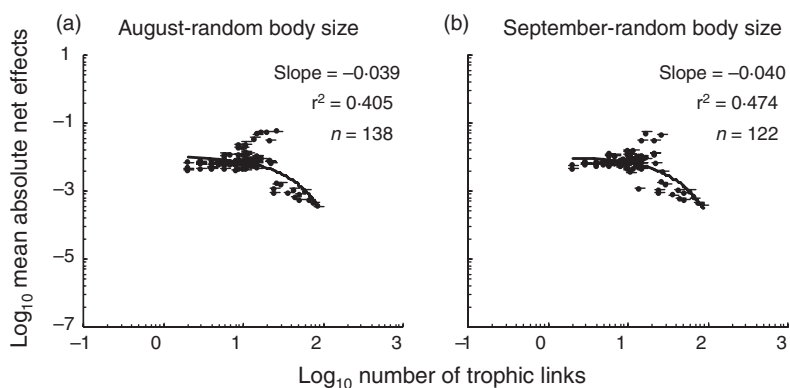 (a) August-random body size
Slope = –0·039
r² = 0·405
n = 138
(b) September-random body size
Slope = –0·040
r² = 0·474
n = 122
Log₁₀ mean absolute net effects
1
–1
–3
–5
–7
–1 0 1 2 3
–1 0 1 2 3
Log₁₀ number of trophic links